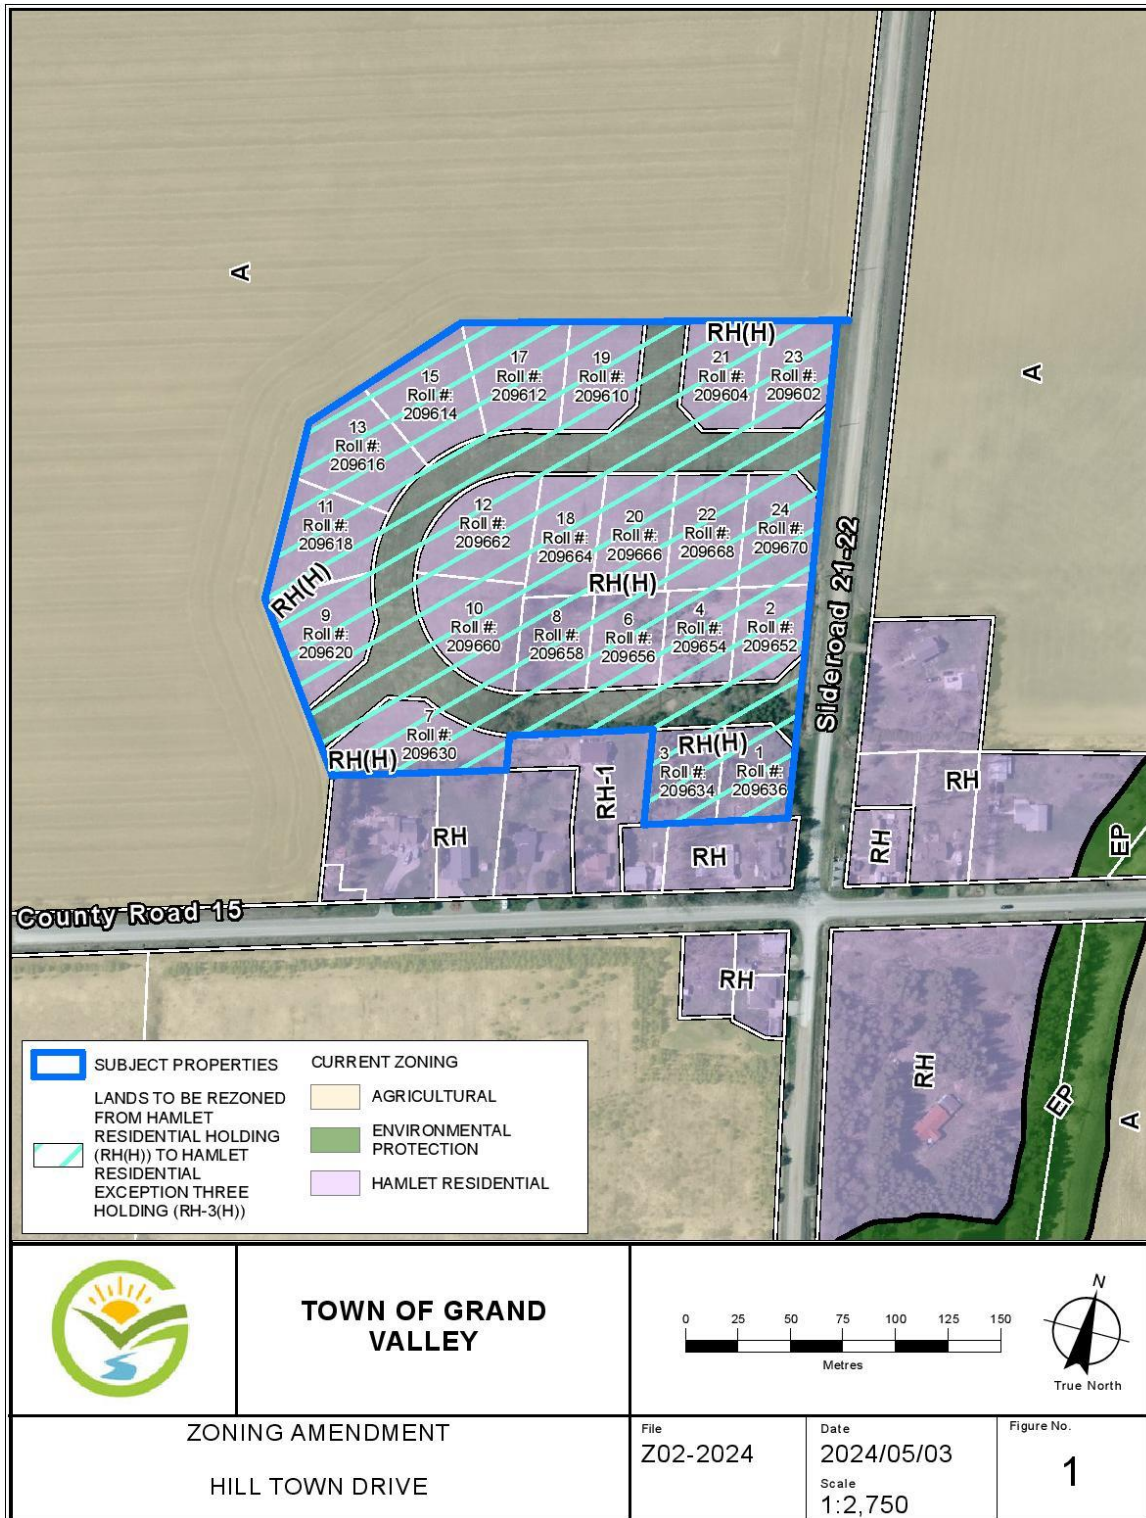 A
RH(H)
17
Roll #:
209612
19
Roll #:
209610
21
Roll #:
209604
23
Roll #:
209602
15
Roll #:
209614
A
13
Roll #:
209616
11
Roll #:
209618
12
Roll #:
209662
18
Roll #:
209664
20
Roll #:
209666
22
Roll #:
209668
24
Roll #:
209670
RH(H)
RH(H)
9
Roll #:
209620
10
Roll #:
209660
8
Roll #:
209658
6
Roll #:
209656
4
Roll #:
209654
2
Roll #:
209652
Sideroad 21-22
7
Roll #:
209630
RH(H)
RH(H)
3
Roll #:
209634
1
Roll #:
209636
RH-1
RH
RH
RH
RH
EP
County Road 15
RH
RH
EP
A
SUBJECT PROPERTIES
LANDS TO BE REZONED
FROM HAMLET
RESIDENTIAL HOLDING
(RH(H)) TO HAMLET
RESIDENTIAL
EXCEPTION THREE
HOLDING (RH-3(H))
CURRENT ZONING
AGRICULTURAL
ENVIRONMENTAL
PROTECTION
HAMLET RESIDENTIAL
TOWN OF GRAND
VALLEY
0 25 50 75 100 125 150
Metres
N
True North
ZONING AMENDMENT
HILL TOWN DRIVE
File
Z02-2024
Date
2024/05/03
Scale
1:2,750
Figure No.
1